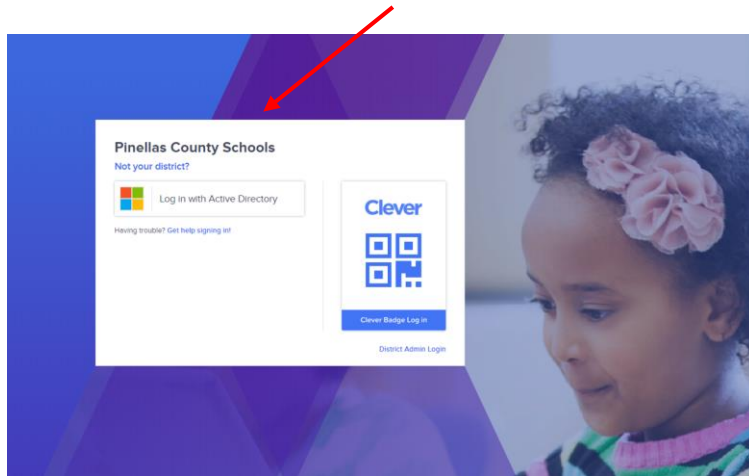 Pinellas County Schools
Not your district?
Log in with Active Directory
Having trouble? Get help signing in!
Clever
Clever Badge Log in
District Admin Login